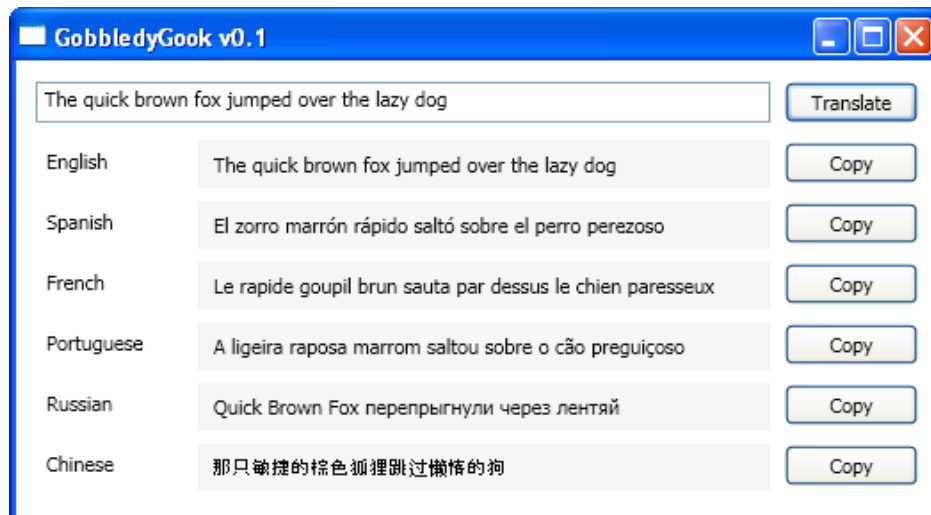 GobbledyGook v0.1
The quick brown fox jumped over the lazy dog Translate
English The quick brown fox jumped over the lazy dog Copy
Spanish El zorro marrón rápido saltó sobre el perro perezoso Copy
French Le rapide goupil brun sauta par dessus le chien paresseux Copy
Portuguese A ligeira raposa marrom saltou sobre o cão preguiçoso Copy
Russian Quick Brown Fox перепрыгнули через лентяй Copy
Chinese 那只敏捷的棕色狐狸跳过懒惰的狗 Copy